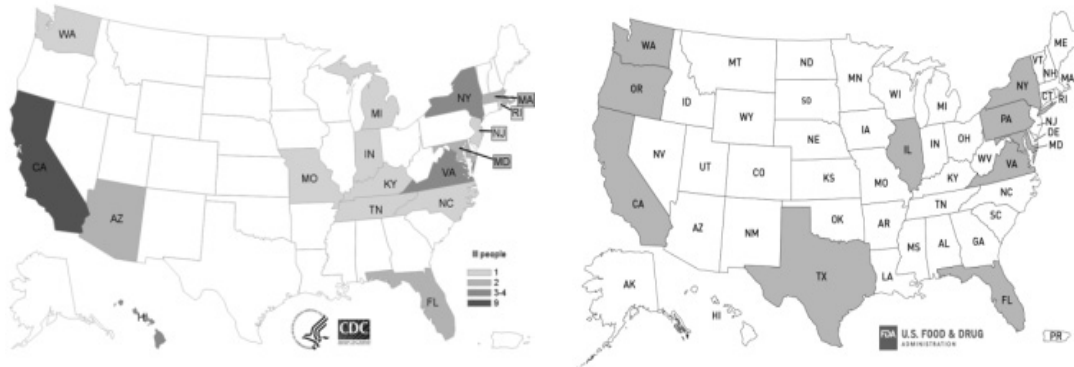 WA
MI
NY
MA
RI
NJ
MD
IN
MO
KY
VA
CA
TN
NC
AZ
FL
HI
Ill people
1
2
3-4
9
CDC
WA
MT
ND
MN
ME
VT
NH
MA
OR
ID
SD
WI
MI
NY
CT
RI
WY
IA
PA
NJ
NE
OH
DE
NV
IL
IN
MD
UT
CO
WV
VA
CA
KS
MO
KY
NC
TN
AZ
NM
OK
AR
SC
MS
AL
GA
TX
LA
AK
FL
HI
FDA
U.S. FOOD & DRUG
ADMINISTRATION
PR